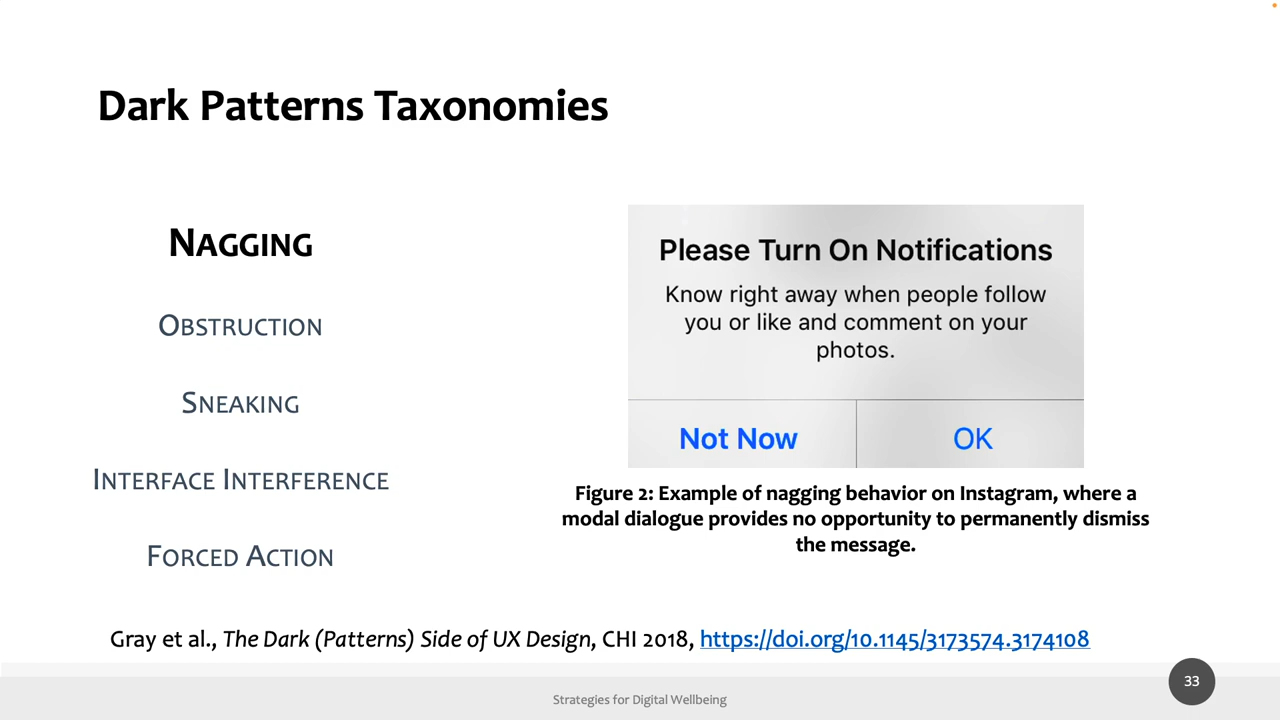 Dark Patterns Taxonomies
NAGGING
OBSTRUCTION
SNEAKING
INTERFACE INTERFERENCE
FORCED ACTION
Please Turn On Notifications
Know right away when people follow
you or like and comment on your
photos.
Not Now
OK
Figure 2: Example of nagging behavior on Instagram, where a
modal dialogue provides no opportunity to permanently dismiss
the message.
Gray et al., The Dark (Patterns) Side of UX Design, CHI 2018, https://doi.org/10.1145/3173574.3174108
Strategies for Digital Wellbeing
33